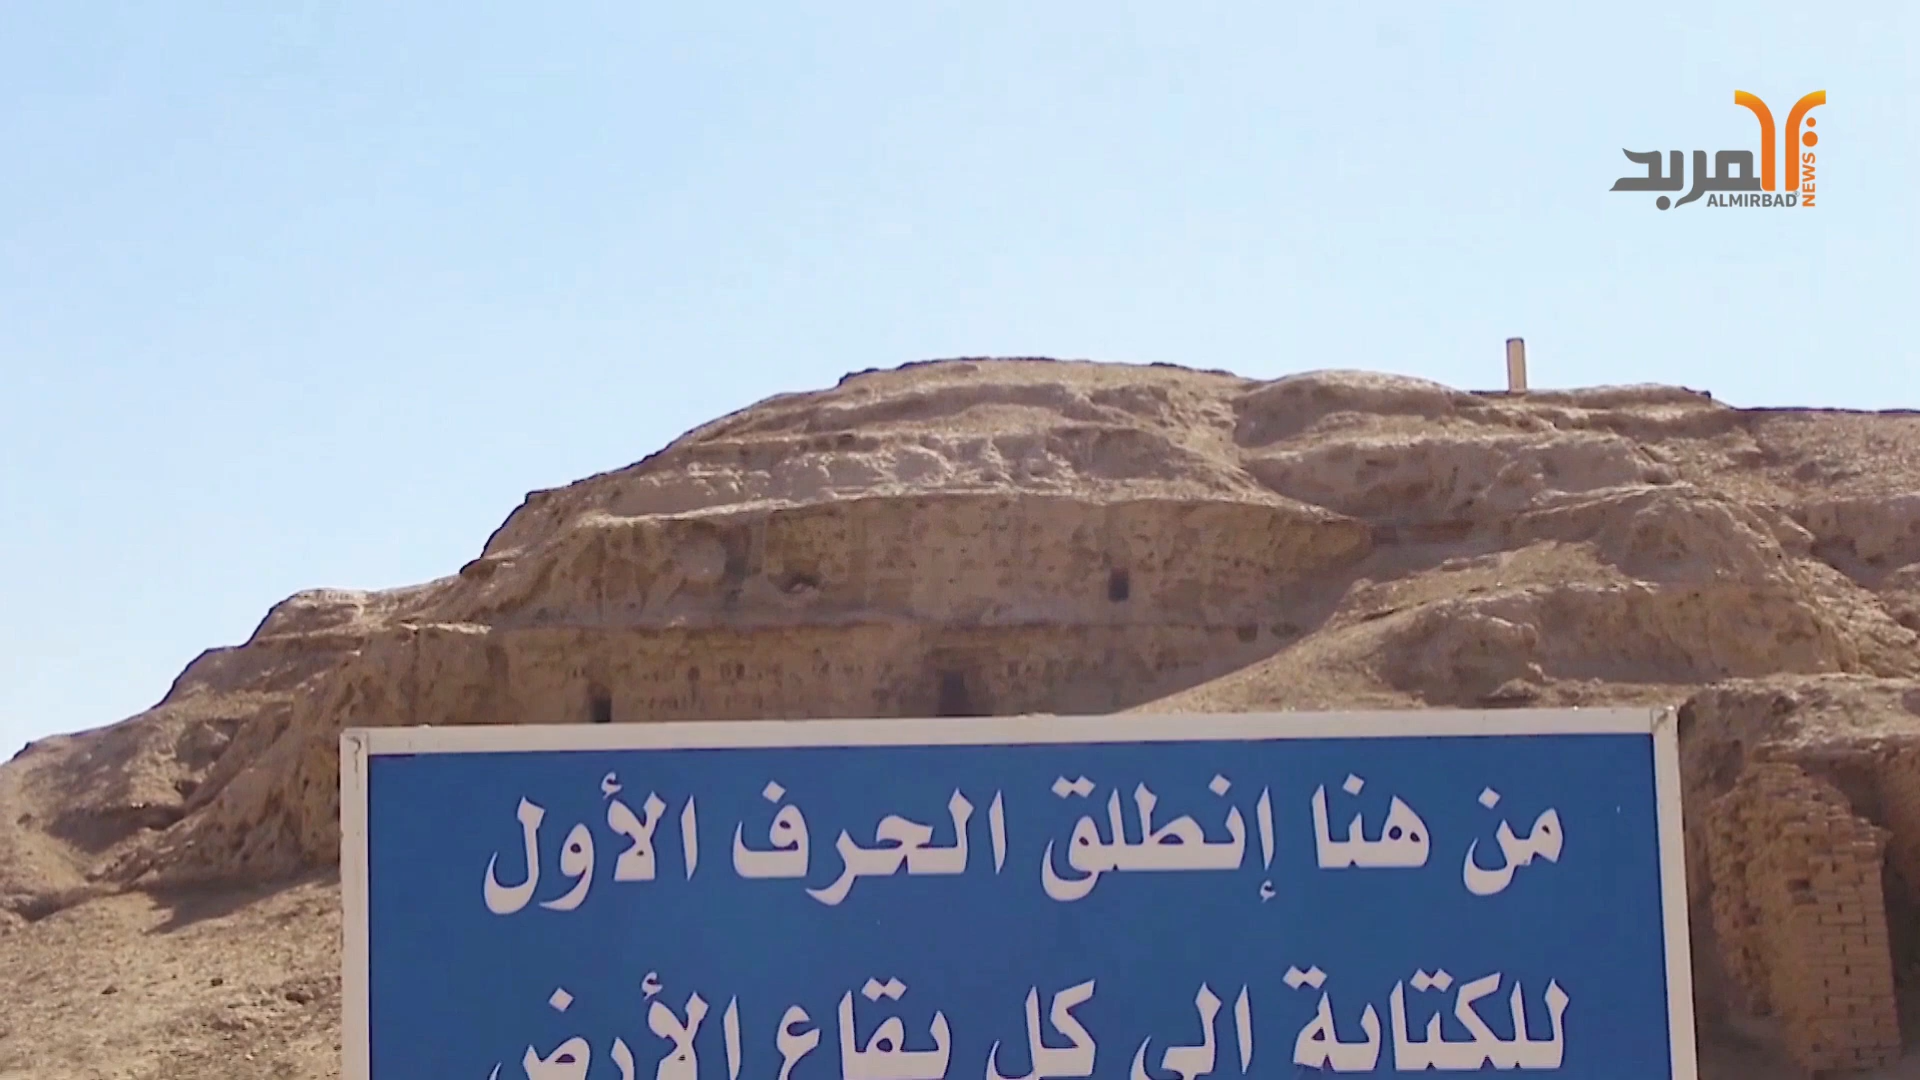 المربد
ALMIRBAD
NEWS
من هنا إنطلق الحرف الأول
للكتابة الى كل بقاع الأرض